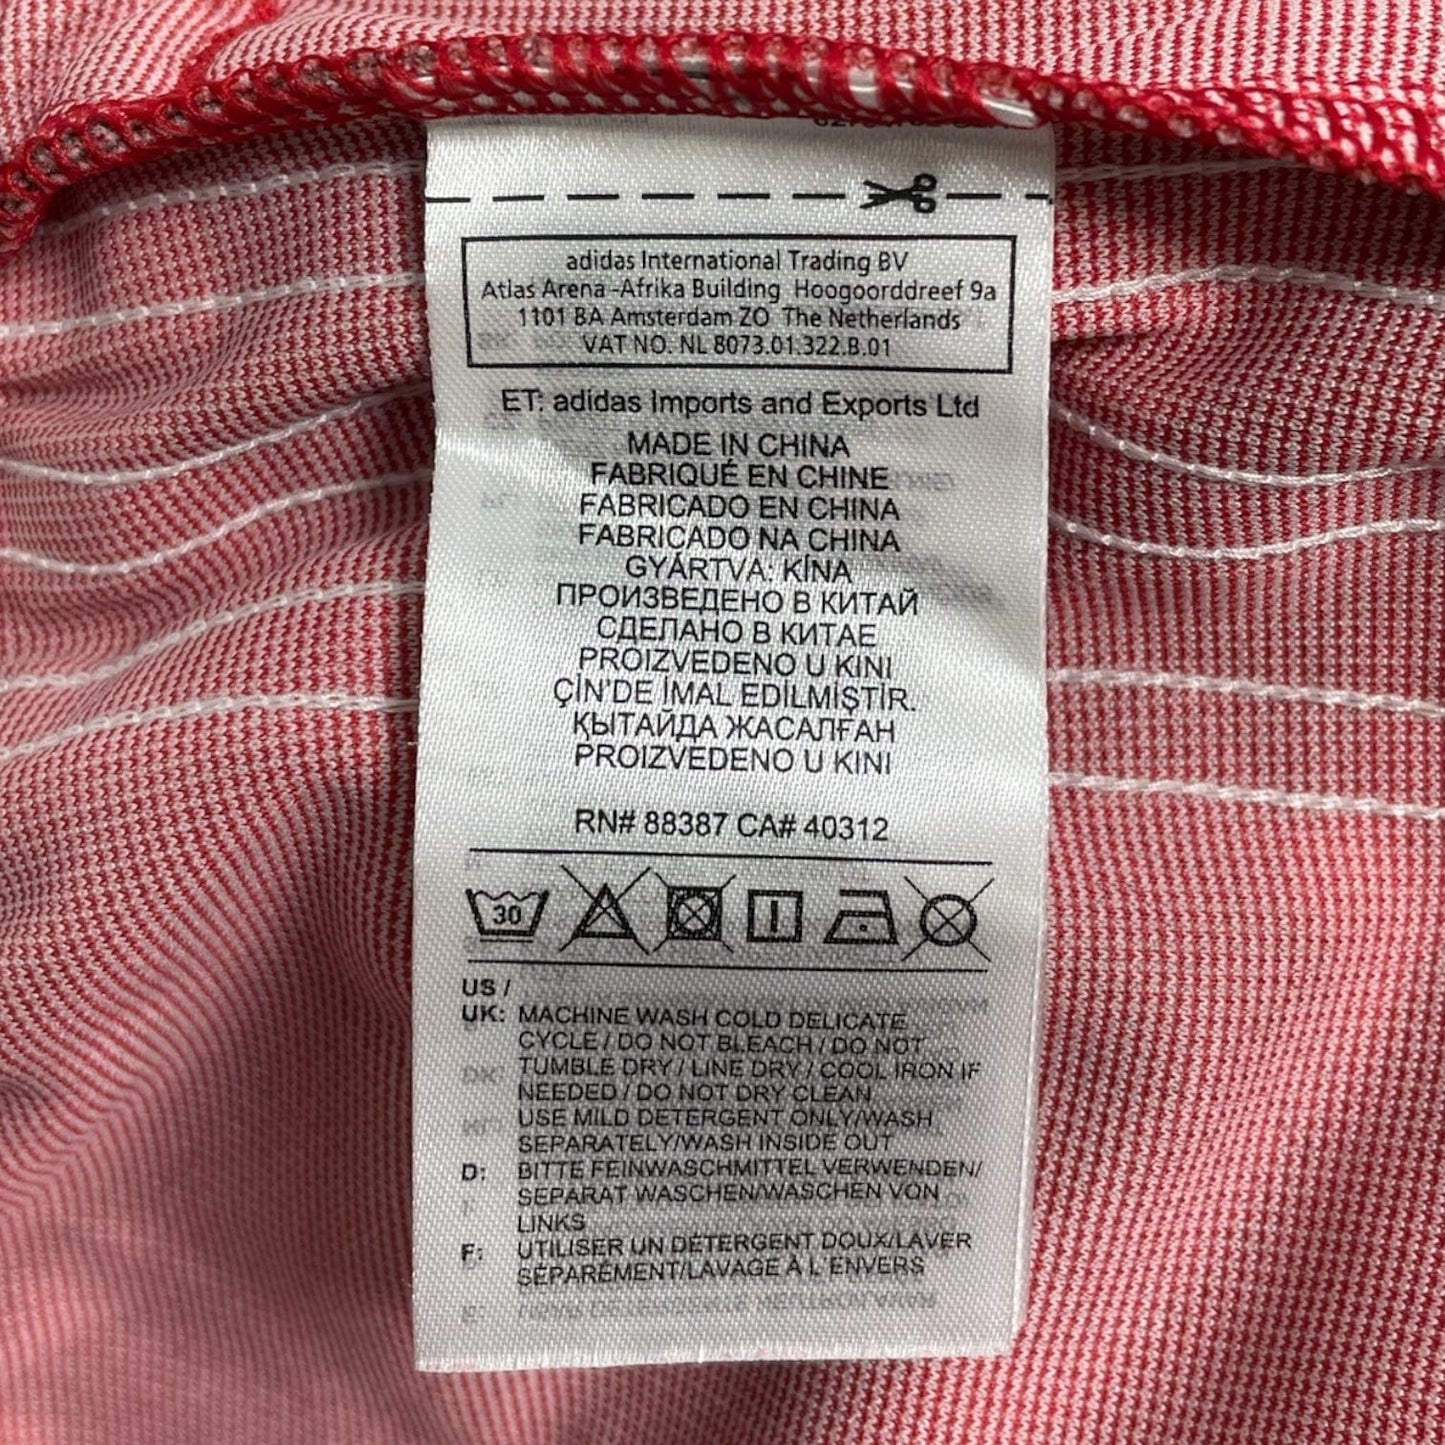 adidas International Trading BV
Atlas Arena -Afrika Building Hoogoorddreef 9a
1101 BA Amsterdam ZO The Netherlands
VAT NO. NL 8073.01.322.B.01
ET: adidas Imports and Exports Ltd
MADE IN CHINA
FABRIQUÉ EN CHINE
FABRICADO EN CHINA
FABRICADO NA CHINA
GYÁRTVA: KÍNA
ПРОИЗВЕДЕНО В КИТАЙ
СДЕЛАНО В КИТАЕ
PROIZVEDENO U KINI
ÇİN'DE İMAL EDİLMİŞTİR.
ҚЫТАЙДА ЖАСАЛҒАН
PROIZVEDENO U KINI
RN# 88387 CA# 40312
30
US /
UK: MACHINE WASH COLD DELICATE
CYCLE / DO NOT BLEACH / DO NOT
TUMBLE DRY / LINE DRY / COOL IRON IF
NEEDED / DO NOT DRY CLEAN
USE MILD DETERGENT ONLY/WASH
SEPARATELY/WASH INSIDE OUT
D: BITTE FEINWASCHMITTEL VERWENDEN/
SEPARAT WASCHEN/WASCHEN VON
LINKS
F: UTILISER UN DÉTERGENT DOUX/LAVER
SÉPARÉMENT/LAVAGE À L'ENVERS